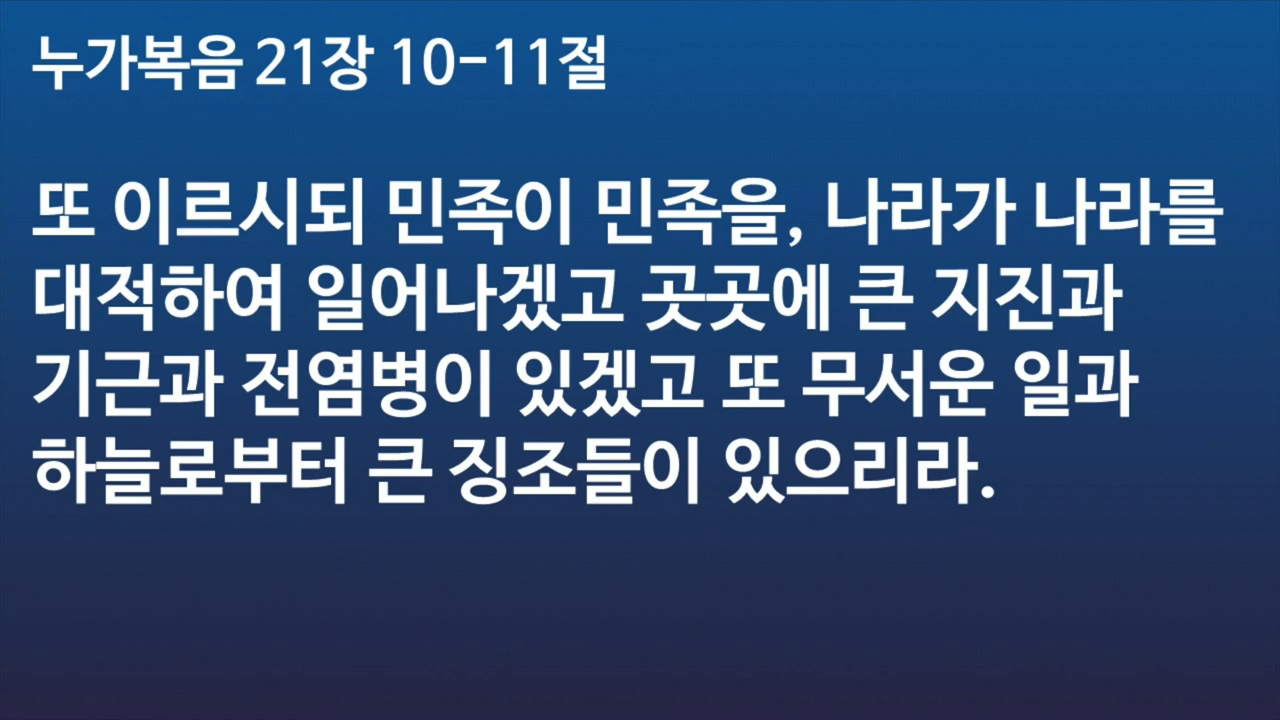 누가복음 21장 10-11절
또 이르시되 민족이 민족을, 나라가 나라를
대적하여 일어나겠고 곳곳에 큰 지진과
기근과 전염병이 있겠고 또 무서운 일과
하늘로부터 큰 징조들이 있으리라.